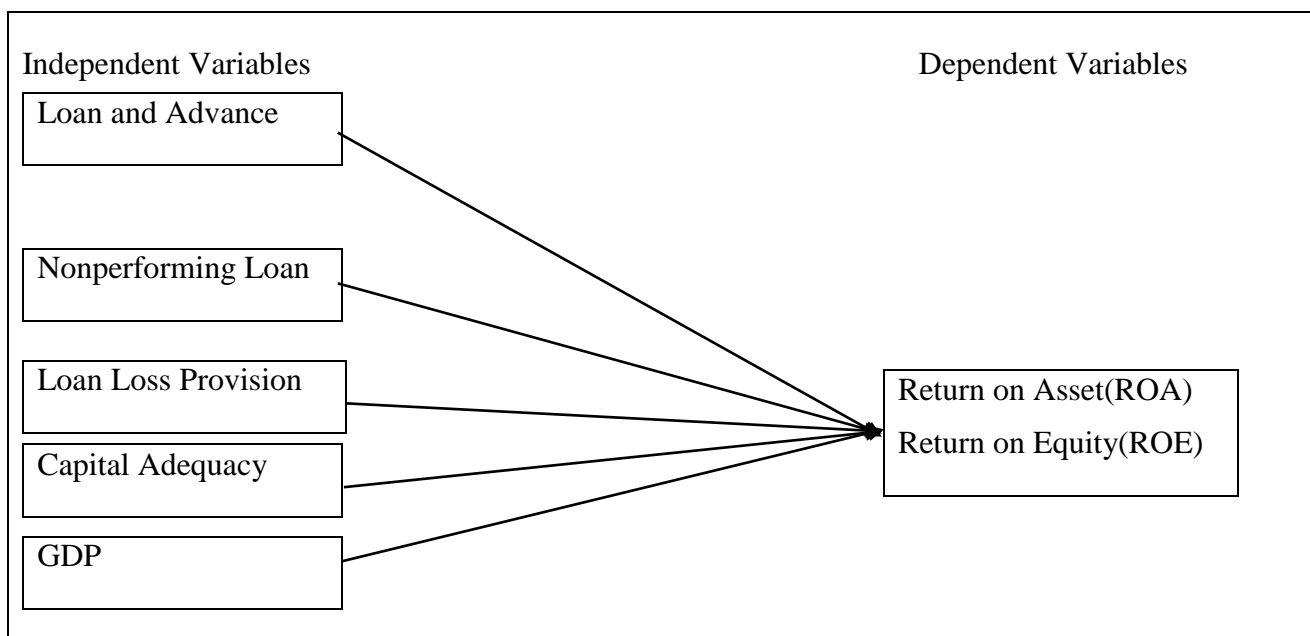 Independent Variables
Dependent Variables
Loan and Advance
Nonperforming Loan
Loan Loss Provision
Return on Asset(ROA)
Return on Equity(ROE)
Capital Adequacy
GDP